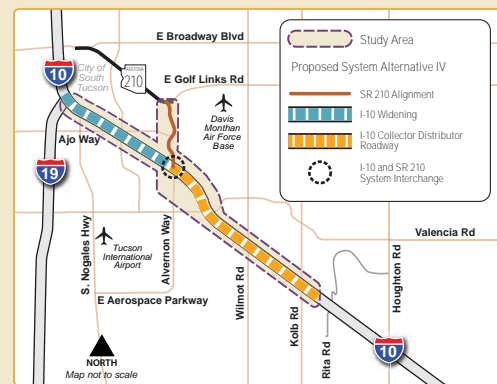 E Broadway Blvd
10
City of
South
Tucson
ARIZONA
210
E Golf Links Rd
Davis
Monthan
Air Force
Base
Ajo Way
19
S. Nogales Hwy
Tucson
International
Airport
Alvernon Way
E Aerospace Parkway
Wilmot Rd
Kolb Rd
Rita Rd
Houghton Rd
Valencia Rd
10
NORTH
Map not to scale
Study Area
Proposed System Alternative IV
SR 210 Alignment
I-10 Widening
I-10 Collector Distributor
Roadway
I-10 and SR 210
System Interchange